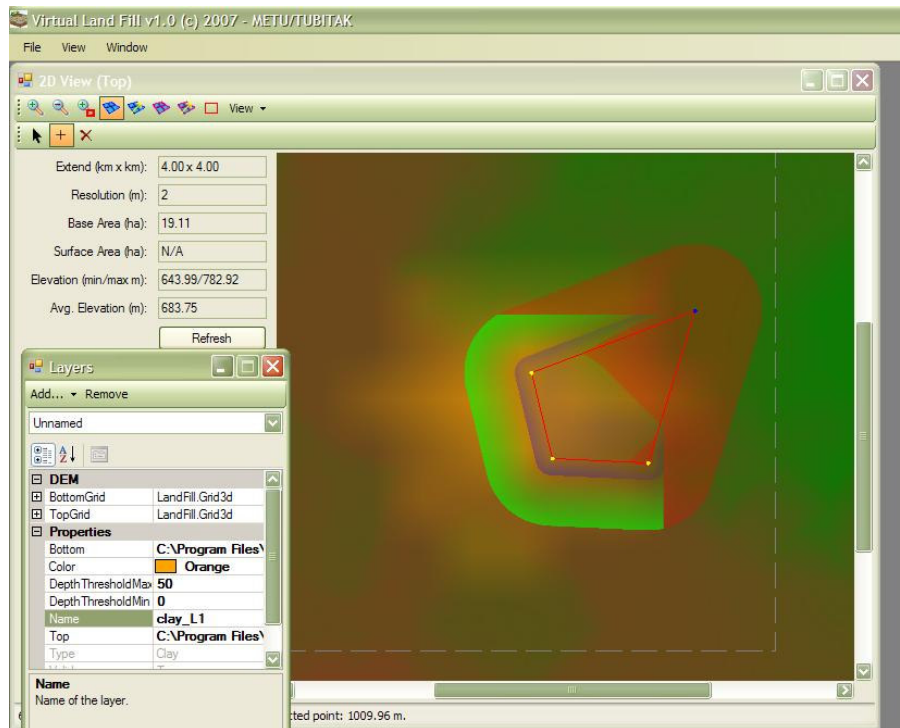 Virtual Land Fill v1.0 (c) 2007 - METU/TUBITAK
File View Window
2D View (Top)
View
Extend (km x km): 4.00 x 4.00
Resolution (m): 2
Base Area (ha): 19.11
Surface Area (ha): N/A
Elevation (min/max m): 643.99/782.92
Avg. Elevation (m): 683.75
Refresh
Layers
Add... Remove
Unnamed
DEM
BottomGrid LandFill.Grid3d
TopGrid LandFill.Grid3d
Properties
Bottom C:\Program Files\
Color Orange
DepthThresholdMax 50
DepthThresholdMin 0
Name clay_L1
Top C:\Program Files\
Type Clay
Name
Name of the layer.
cted point: 1009.96 m.